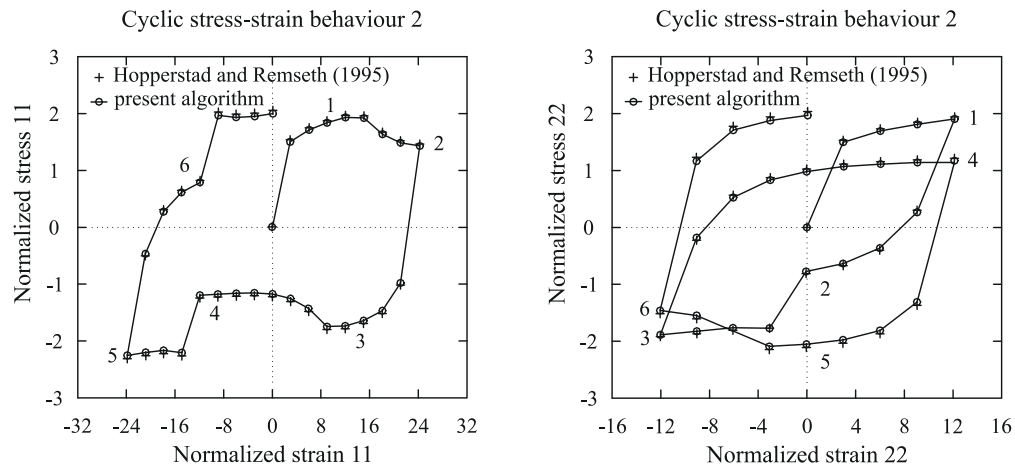 Cyclic stress-strain behaviour 2
3
2
1
0
-1
-2
-3
Normalized stress 11
Hopperstad and Remseth (1995)
present algorithm
1
2
6
4
3
5
-32 -24 -16 -8 0 8 16 24 32
Normalized strain 11
Cyclic stress-strain behaviour 2
3
2
1
0
-1
-2
-3
Normalized stress 22
Hopperstad and Remseth (1995)
present algorithm
1
4
2
6
3
5
-16 -12 -8 -4 0 4 8 12 16
Normalized strain 22